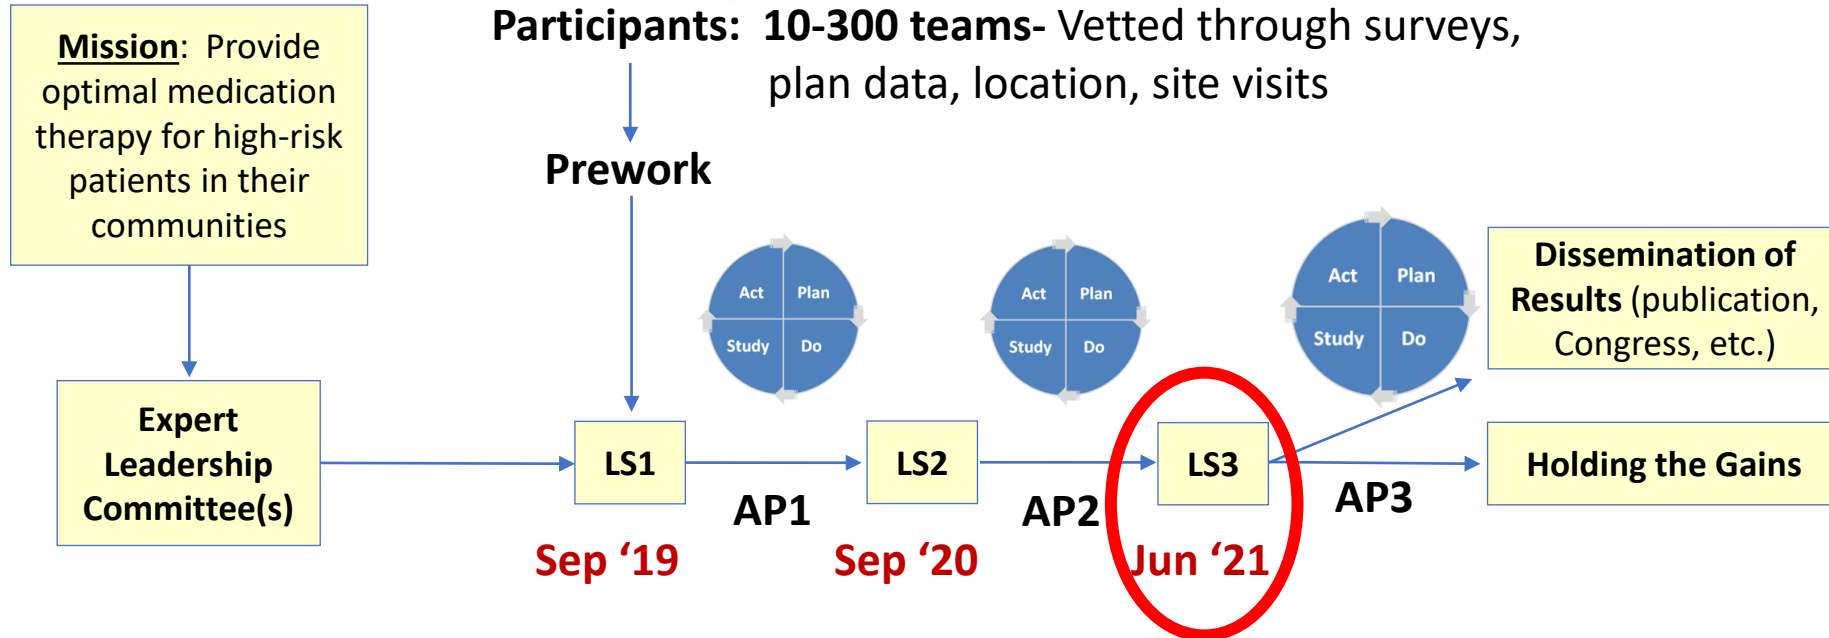 Mission: Provide
optimal medication
therapy for high-risk
patients in their
communities
Participants: 10-300 teams- Vetted through surveys,
plan data, location, site visits
Prework
Act Plan
Study Do
Act Plan
Study Do
Act Plan
Study Do
Dissemination of
Results (publication,
Congress, etc.)
Expert
Leadership
Committee(s)
LS1
LS2
LS3
Holding the Gains
AP1
AP2
AP3
Sep ‘19
Sep ‘20
Jun ‘21